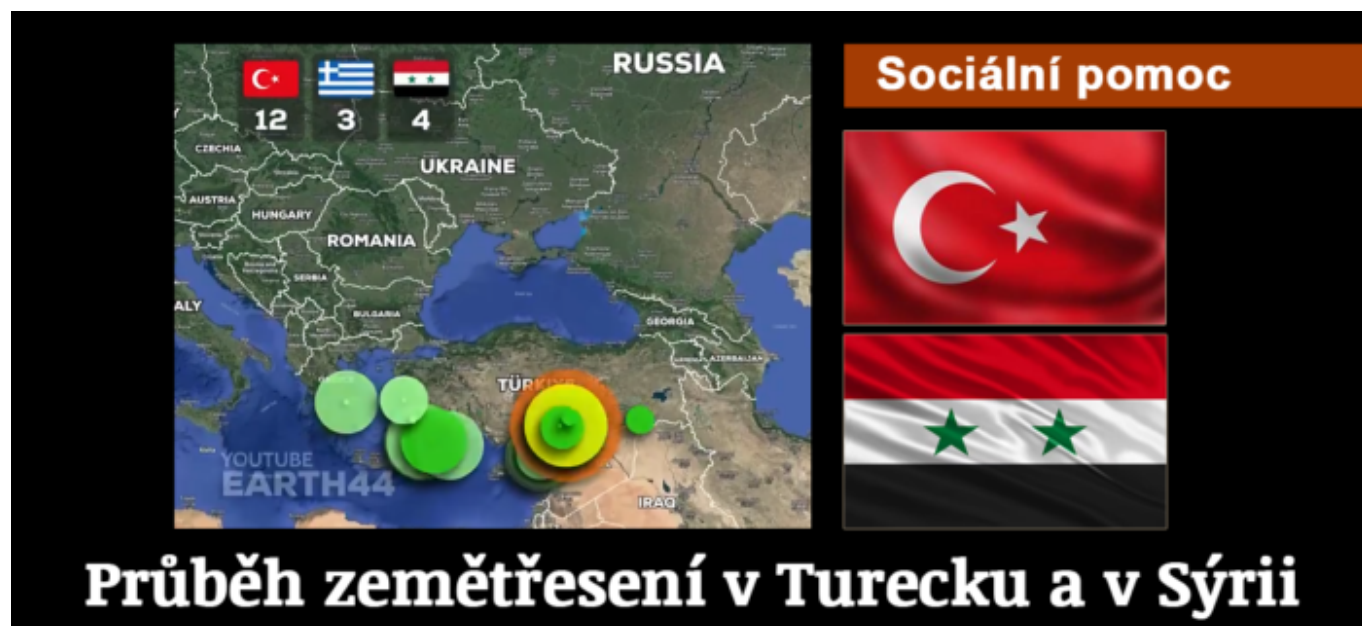 RUSSIA
Sociální pomoc
12 3 4
CZECHIA
UKRAINE
AUSTRIA
HUNGARY
ROMANIA
SERBIA
BULGARIA
GEORGIA
AZERBAIJAN
YOUTUBE
EARTH44
IRAQ
Průběh zemětřesení v Turecku a v Sýrii